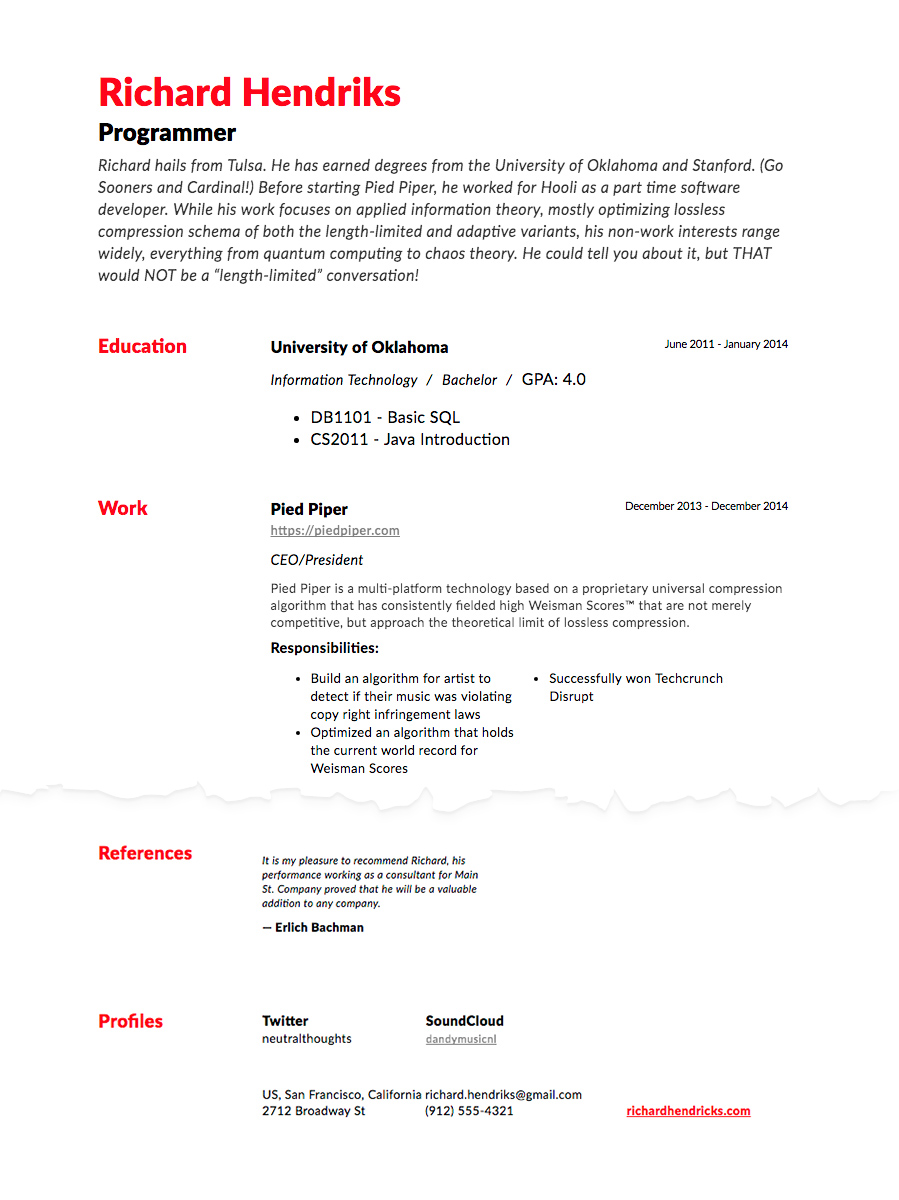 Richard Hendriks
Programmer
Richard hails from Tulsa. He has earned degrees from the University of Oklahoma and Stanford. (Go
Sooners and Cardinal!) Before starting Pied Piper, he worked for Hooli as a part time software
developer. While his work focuses on applied information theory, mostly optimizing lossless
compression schema of both the length-limited and adaptive variants, his non-work interests range
widely, everything from quantum computing to chaos theory. He could tell you about it, but THAT
would NOT be a “length-limited” conversation!
Education
University of Oklahoma
June 2011 - January 2014
Information Technology / Bachelor / GPA: 4.0
• DB1101 - Basic SQL
• CS2011 - Java Introduction
Work
Pied Piper
December 2013 - December 2014
https://piedpiper.com
CEO/President
Pied Piper is a multi-platform technology based on a proprietary universal compression
algorithm that has consistently fielded high Weisman Scores™ that are not merely
competitive, but approach the theoretical limit of lossless compression.
Responsibilities:
• Build an algorithm for artist to
detect if their music was violating
copy right infringement laws
• Optimized an algorithm that holds
the current world record for
Weisman Scores
• Successfully won Techcrunch
Disrupt
References
It is my pleasure to recommend Richard, his
performance working as a consultant for Main
St. Company proved that he will be a valuable
addition to any company.
— Erlich Bachman
Profiles
Twitter
neutralthoughts
SoundCloud
dandymusicnl
US, San Francisco, California
2712 Broadway St
richard.hendriks@gmail.com
(912) 555-4321
richardhendricks.com